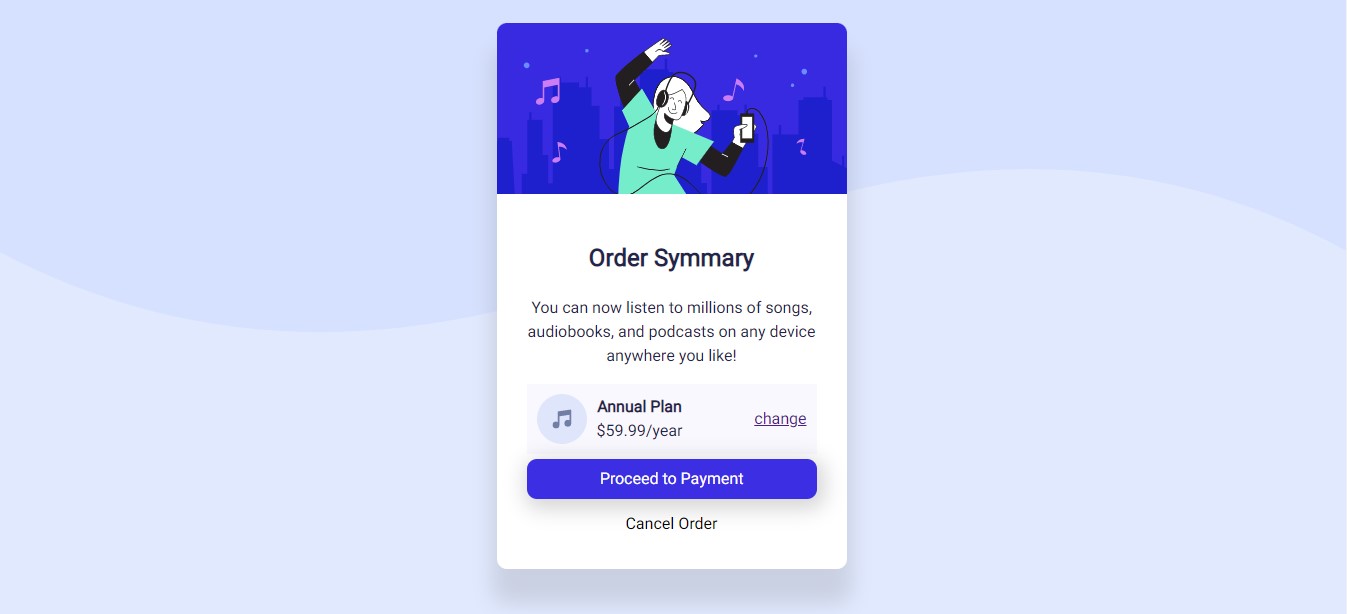 Order Symmary
You can now listen to millions of songs,
audiobooks, and podcasts on any device
anywhere you like!
Annual Plan
$59.99/year
change
Proceed to Payment
Cancel Order